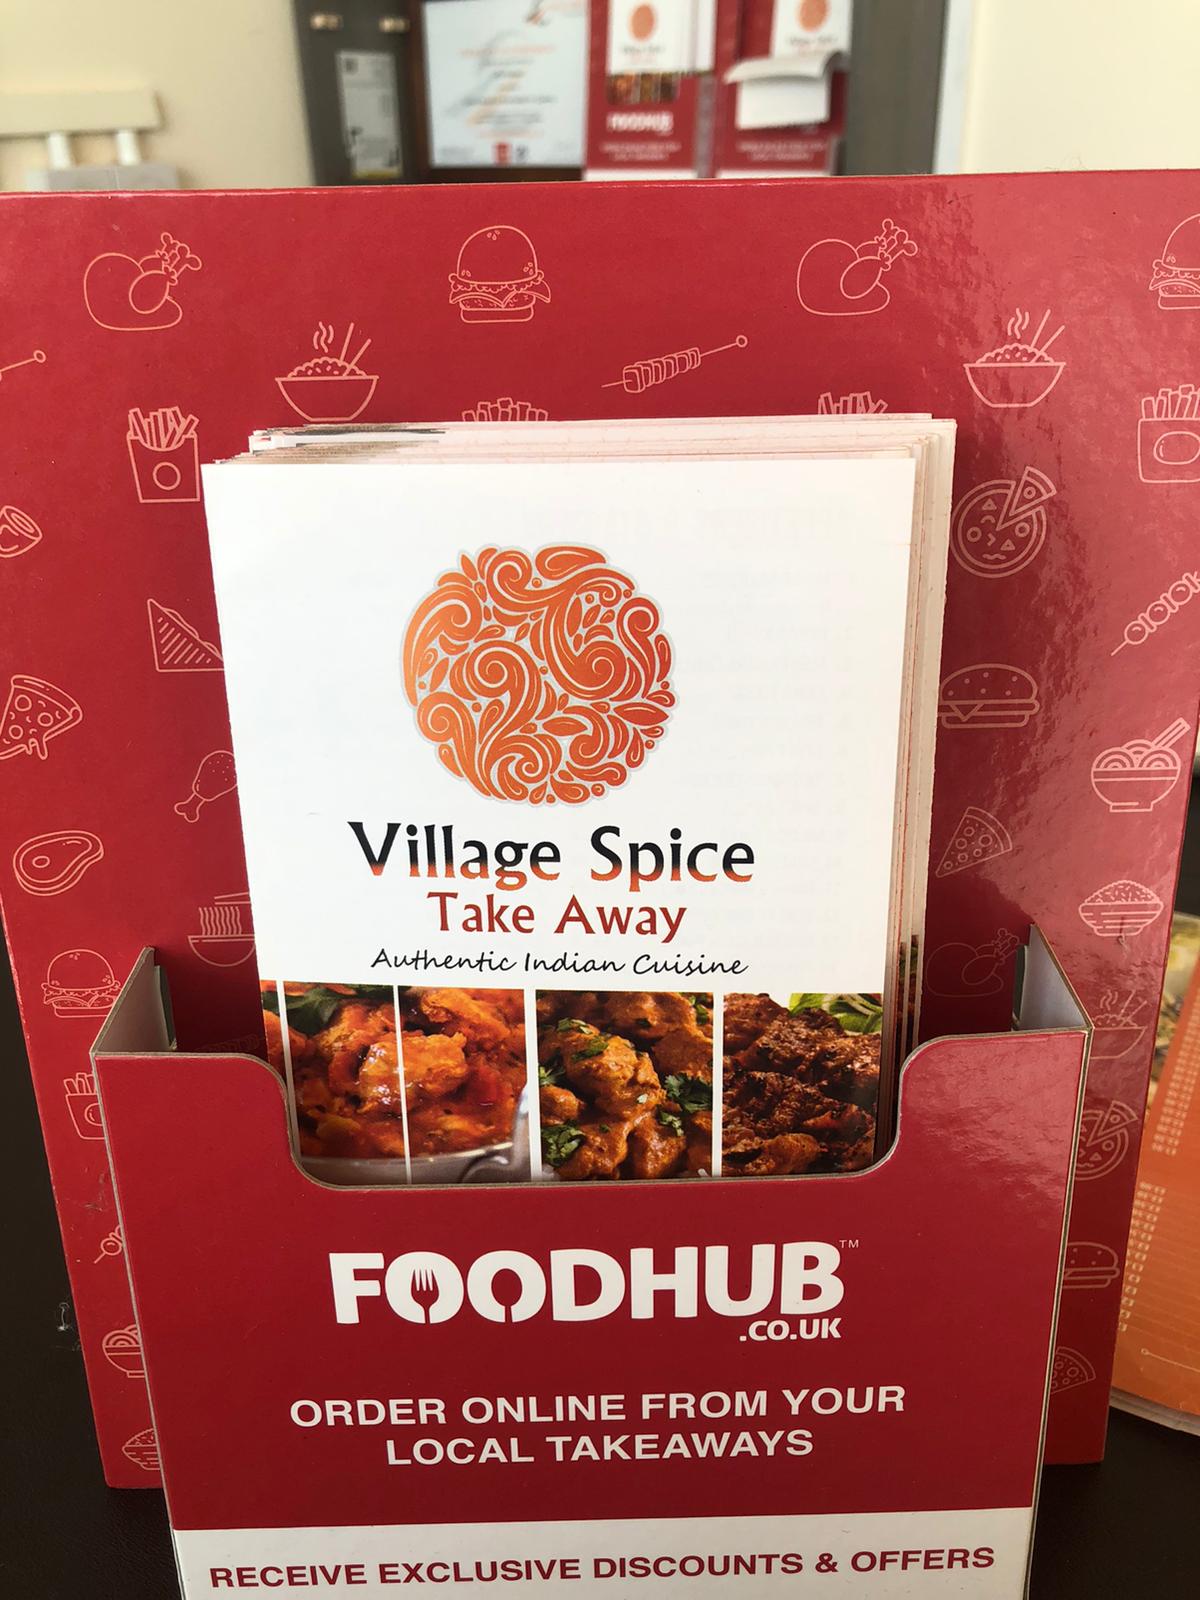 FOODHUB
Village Spice
Take Away
Authentic Indian Cuisine
FOODHUB™
.CO.UK
ORDER ONLINE FROM YOUR
LOCAL TAKEAWAYS
RECEIVE EXCLUSIVE DISCOUNTS & OFFERS